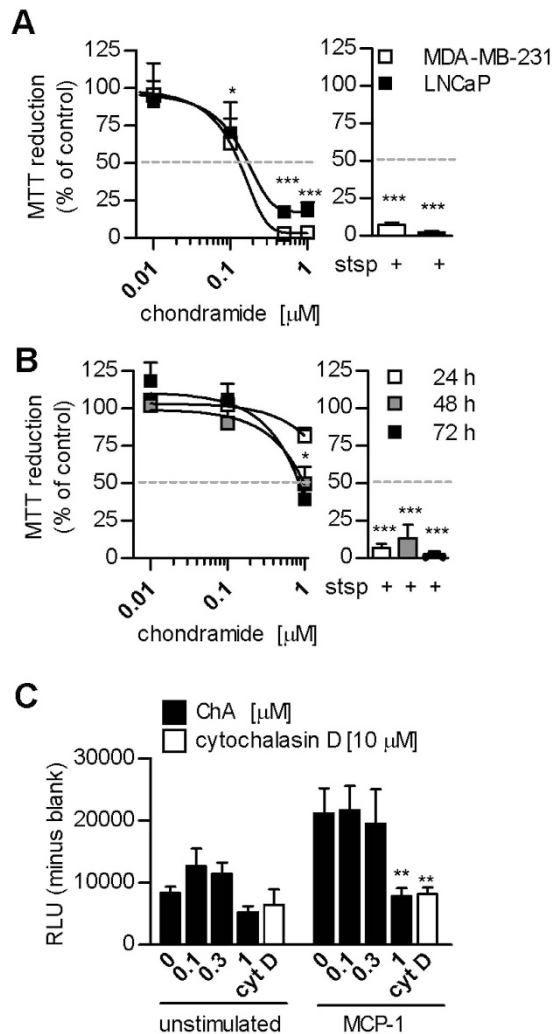 A
MTT reduction
(% of control)
125
100
75
50
25
0
0.01
0.1
1
chondramide [μM]
*
***
***
125
100
75
50
25
0
MDA-MB-231
LNCaP
***
***
stsp + +
B
MTT reduction
(% of control)
125
100
75
50
25
0
0.01
0.1
1
chondramide [μM]
*
125
100
75
50
25
0
24 h
48 h
72 h
***
***
***
stsp + + +
C
ChA [μM]
cytochalasin D [10 μM]
RLU (minus blank)
30000
20000
10000
0
**
**
0
0.1
0.3
1
cyt D
0
0.1
0.3
1
cyt D
unstimulated
MCP-1